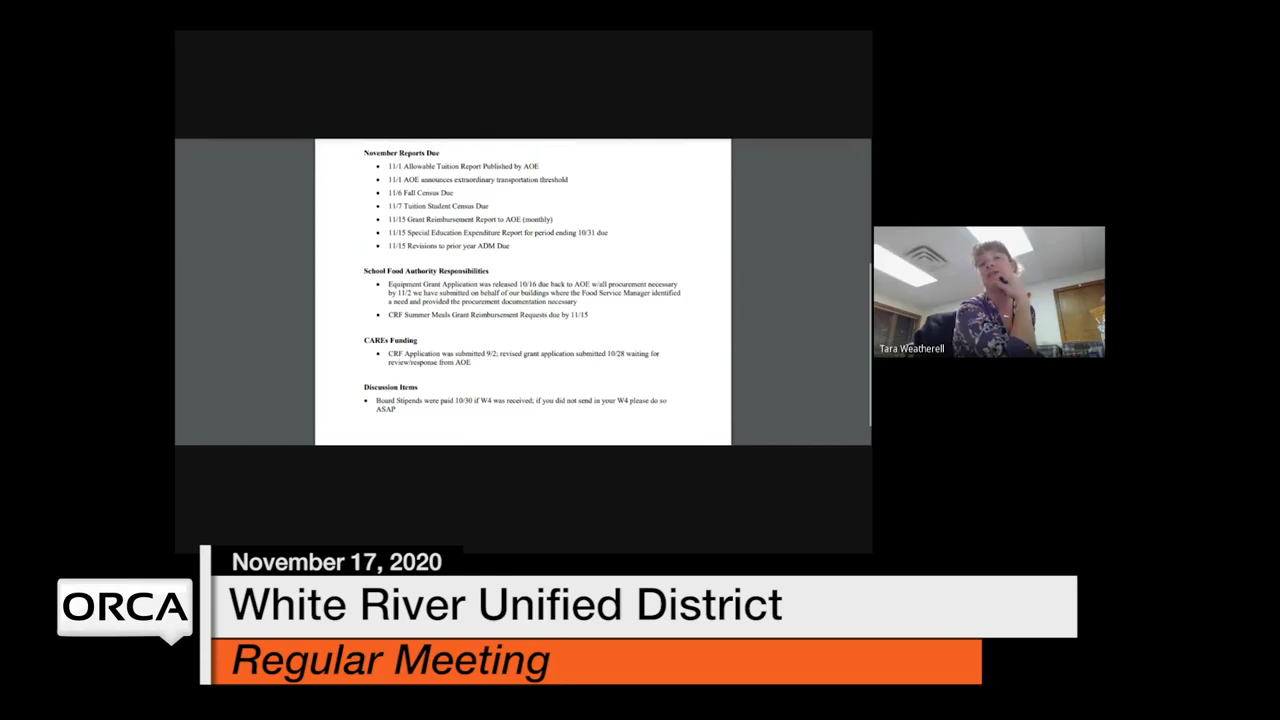 November Reports Due
• 11/1 Allowable Tuition Report Published by AOE
• 11/1 AOE announces extraordinary transportation threshold
• 11/6 Fall Census Due
• 11/7 Tuition Student Census Due
• 11/15 Grant Reimbursement Report to AOE (monthly)
• 11/15 Special Education Expenditure Report for period ending 10/31 due
• 11/15 Revisions to prior year ADM Due
School Food Authority Responsibilities
• Equipment Grant Application was released 10/16 due back to AOE w/all procurement necessary
by 11/2 we have submitted on behalf of our buildings where the Food Service Manager identified
a need and provided the procurement documentation necessary
• CRF Summer Meals Grant Reimbursement Requests due by 11/15
CAREs Funding
• CRF Application was submitted 9/2; revised grant application submitted 10/28 waiting for
review/response from AOE
Discussion Items
• Board Stipends were paid 10/30 if W4 was received; if you did not send in your W4 please do so
ASAP
Tara Weatherell
November 17, 2020
ORCA
White River Unified District
Regular Meeting